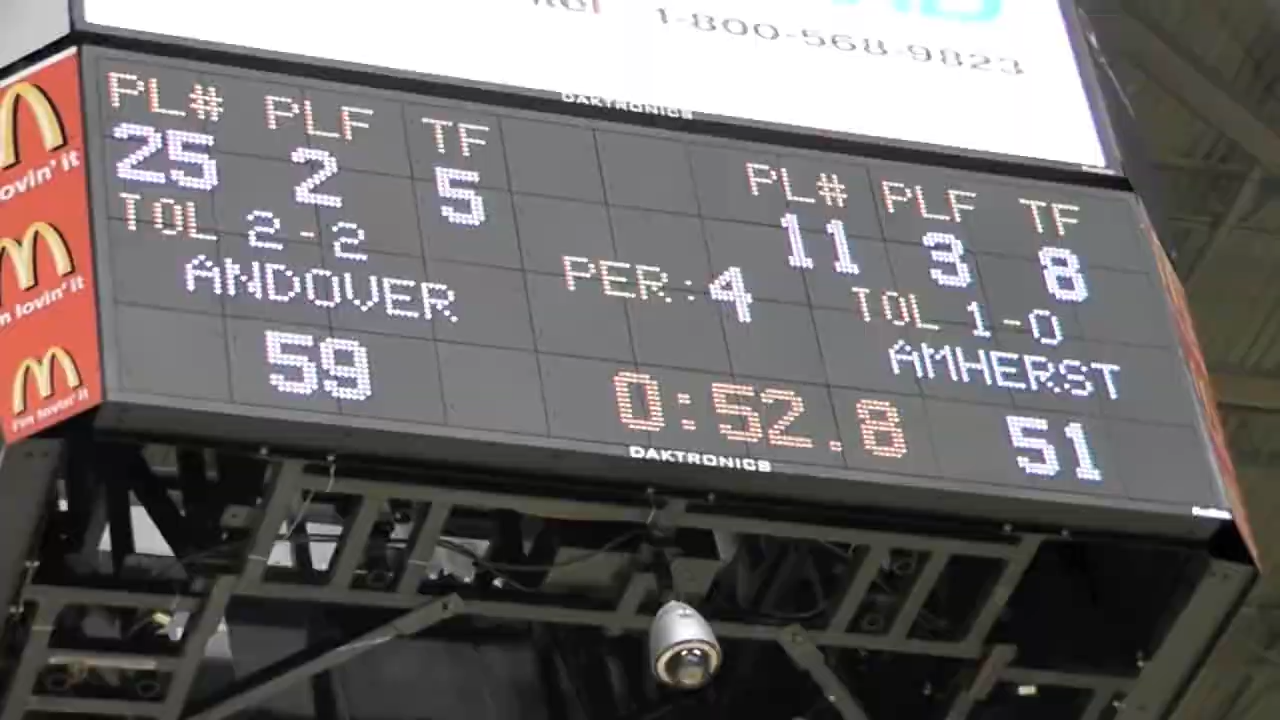 1-800-568-9823
DAKTRONICS
PL# PLF TF
25 2 5
TOL 2-2
ANDOVER
59
PER:4
0:52.8
PL# PLF TF
11 3 8
TOL 1-0
AMHERST
51
DAKTRONICS
ovin' it
n lovin' it
i'm lovin' it